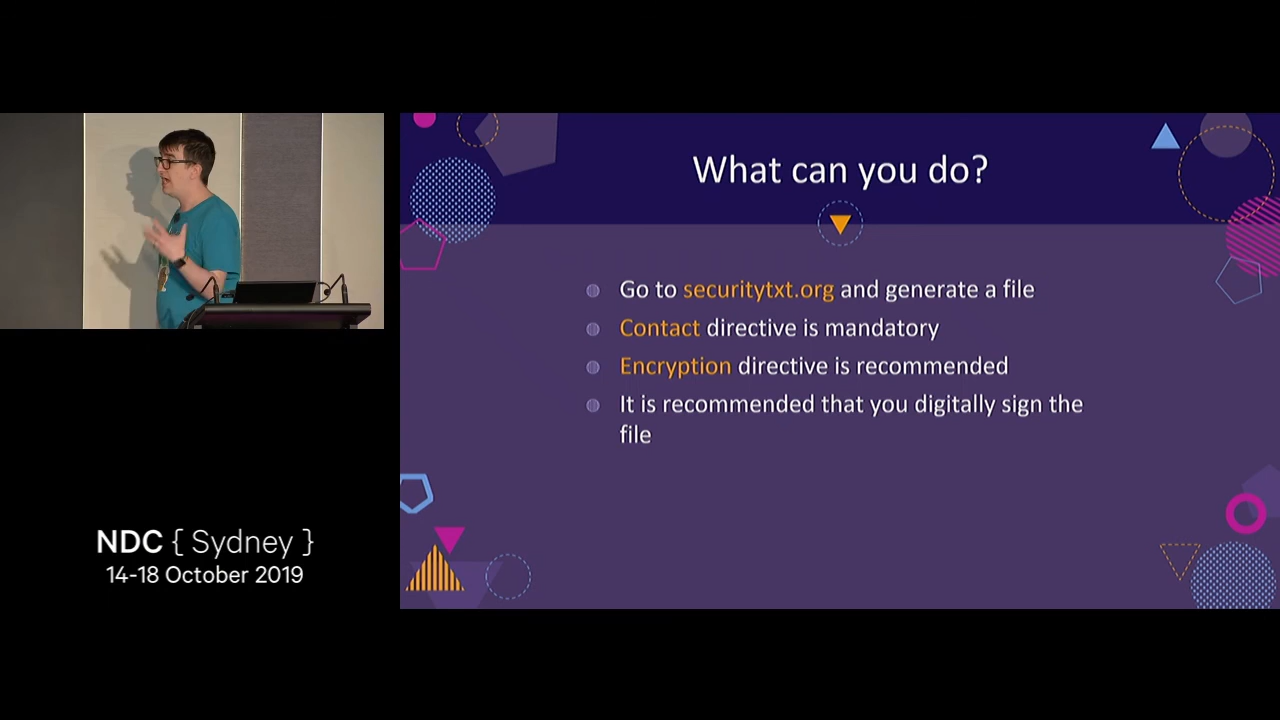 What can you do?
Go to securitytxt.org and generate a file
Contact directive is mandatory
Encryption directive is recommended
It is recommended that you digitally sign the
file
NDC { Sydney }
14-18 October 2019